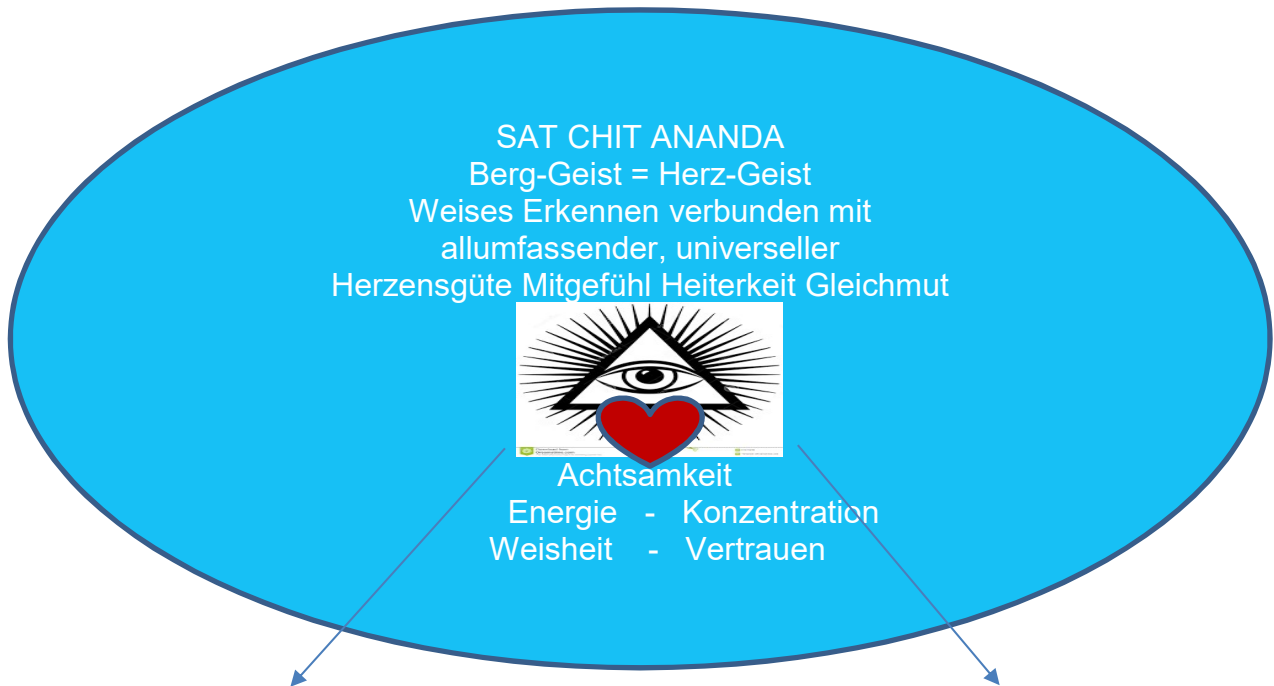 SAT CHIT ANANDA
Berg-Geist = Herz-Geist
Weises Erkennen verbunden mit
allumfassender, universeller
Herzensgüte Mitgefühl Heiterkeit Gleichmut
Achtsamkeit
Energie - Konzentration
Weisheit - Vertrauen